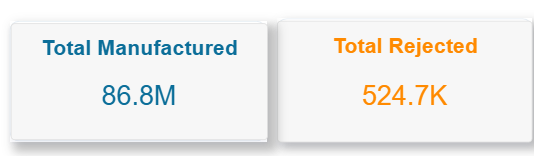 Total Manufactured
86.8M
Total Rejected
524.7K